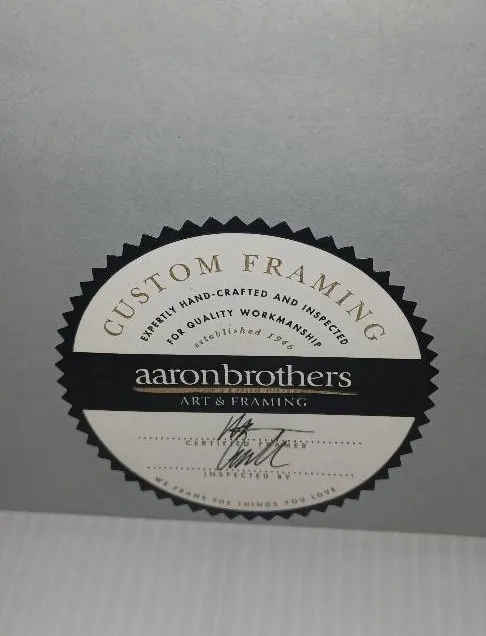 CUSTOM FRAMING
EXPERTLY HAND-CRAFTED AND INSPECTED
FOR QUALITY WORKMANSHIP
established 1946
aaronbrothers
ART & FRAMING
CERTIFIED FRAMER
INSPECTED BY
WE FRAME THE THINGS YOU LOVE